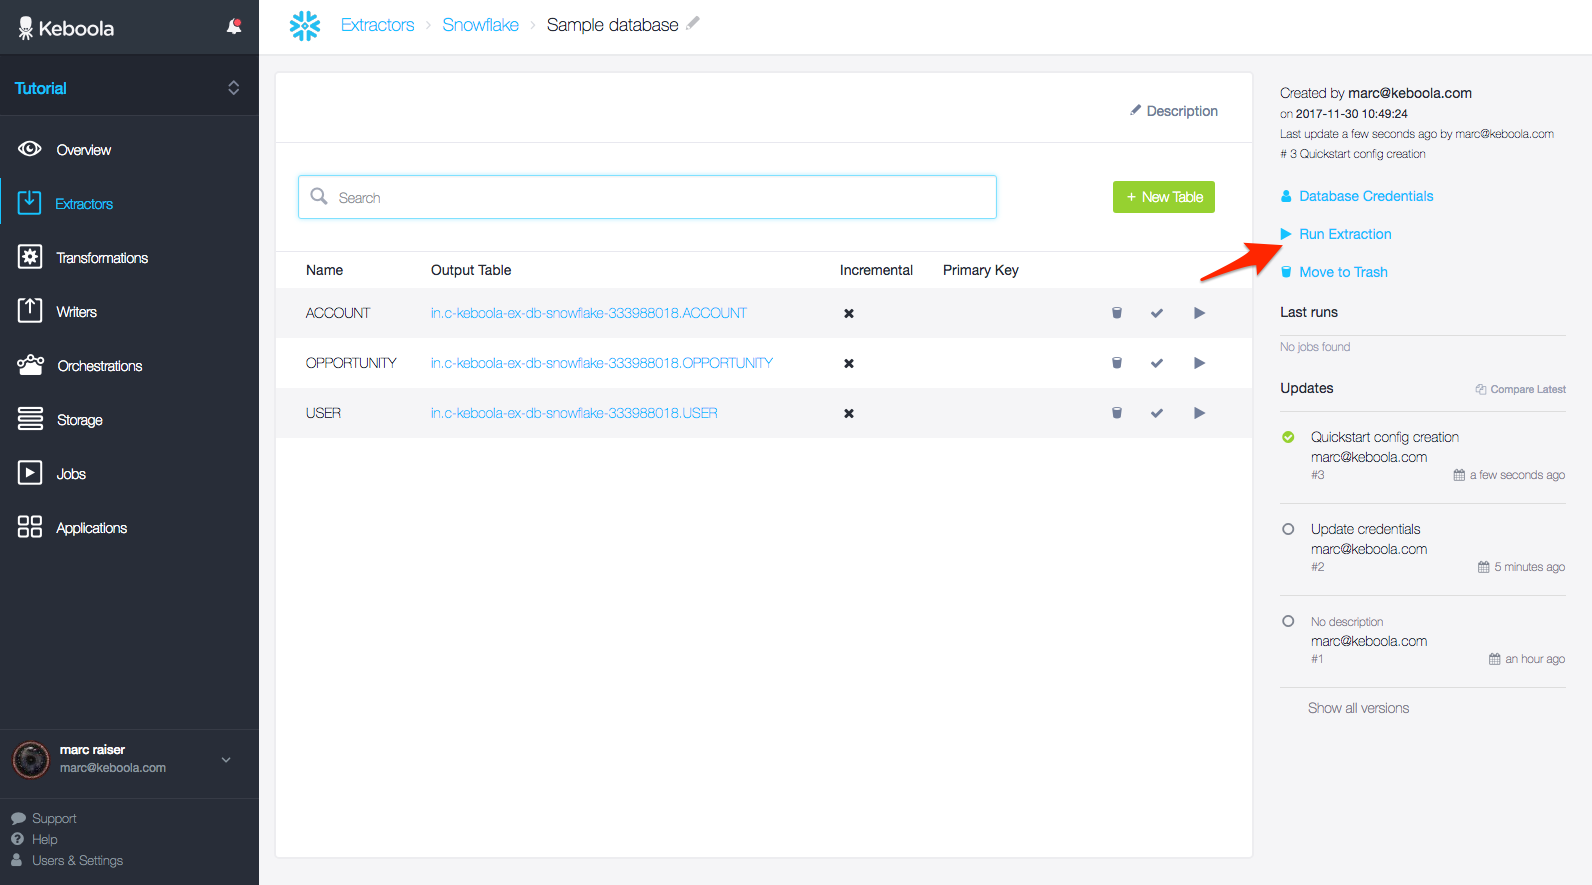 Keboola
Tutorial
Overview
Extractors
Transformations
Writers
Orchestrations
Storage
Jobs
Applications
marc raiser
marc@keboola.com
Support
Help
Users & Settings
Extractors › Snowflake › Sample database
Description
Search
+ New Table
Name Output Table Incremental Primary Key
ACCOUNT in.c-keboola-ex-db-snowflake-333988018.ACCOUNT
OPPORTUNITY in.c-keboola-ex-db-snowflake-333988018.OPPORTUNITY
USER in.c-keboola-ex-db-snowflake-333988018.USER
Created by marc@keboola.com
on 2017-11-30 10:49:24
Last update a few seconds ago by marc@keboola.com
# 3 Quickstart config creation
Database Credentials
Run Extraction
Move to Trash
Last runs
No jobs found
Updates Compare Latest
Quickstart config creation
marc@keboola.com
#3 a few seconds ago
Update credentials
marc@keboola.com
#2 5 minutes ago
No description
marc@keboola.com
#1 an hour ago
Show all versions